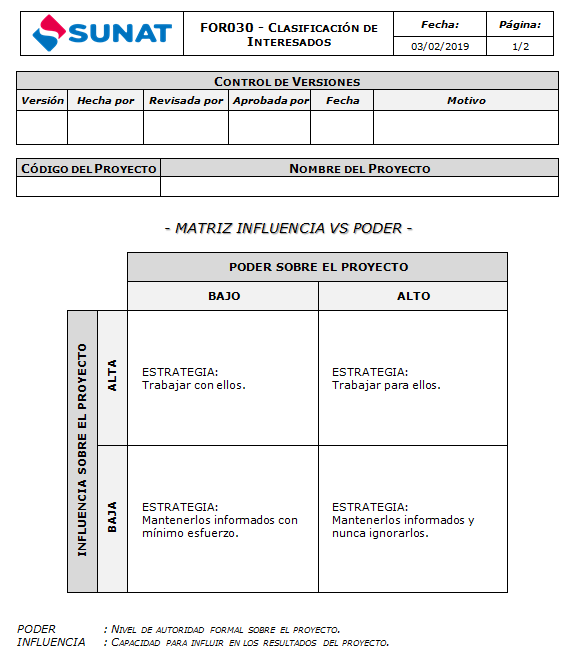 SUNAT
FOR030 - CLASIFICACIÓN DE
INTERESADOS
Fecha:
Página:
03/02/2019
1/2
CONTROL DE VERSIONES
Versión Hecha por Revisada por Aprobada por Fecha Motivo
CÓDIGO DEL PROYECTO NOMBRE DEL PROYECTO
- MATRIZ INFLUENCIA VS PODER -
PODER SOBRE EL PROYECTO
BAJO ALTO
INFLUENCIA SOBRE EL PROYECTO
ALTA
ESTRATEGIA:
Trabajar con ellos.
ESTRATEGIA:
Trabajar para ellos.
BAJA
ESTRATEGIA:
Mantenerlos informados con
mínimo esfuerzo.
ESTRATEGIA:
Mantenerlos informados y
nunca ignorarlos.
PODER : NIVEL DE AUTORIDAD FORMAL SOBRE EL PROYECTO.
INFLUENCIA : CAPACIDAD PARA INFLUIR EN LOS RESULTADOS DEL PROYECTO.